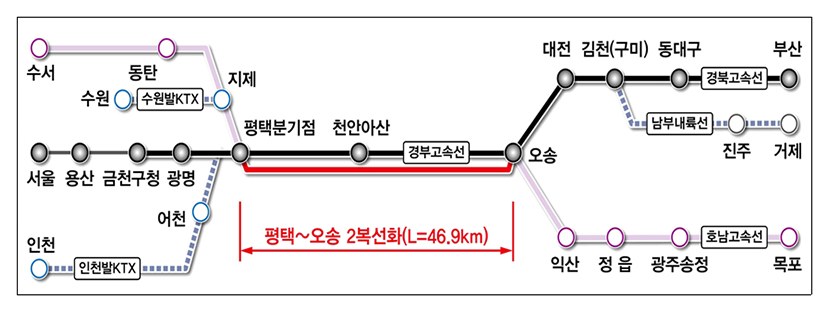 수서
동탄
지제
수원
수원발KTX
대전
김천(구미)
동대구
경북고속선
부산
남부내륙선
진주
거제
평택분기점
천안아산
경부고속선
오송
서울
용산
금천구청
광명
어천
인천
인천발KTX
평택~오송 2복선화(L=46.9km)
익산
정 읍
광주송정
호남고속선
목포